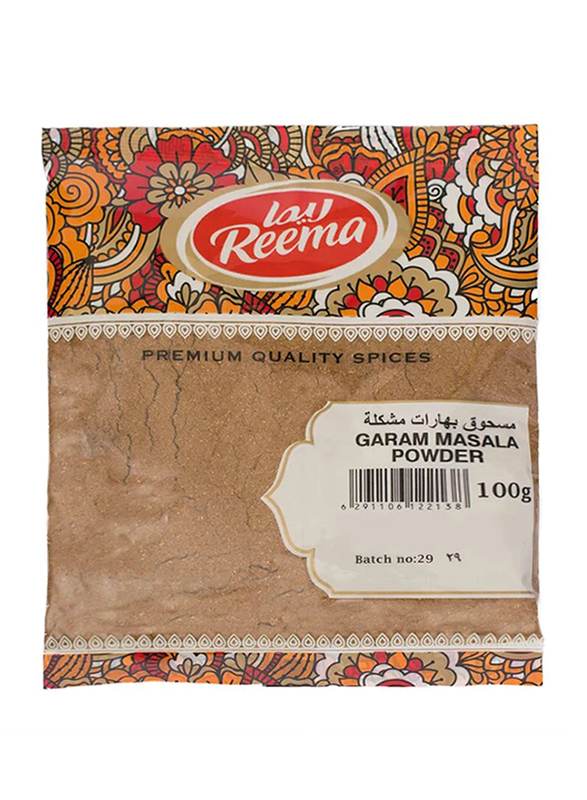 ريما
Reema
PREMIUM QUALITY SPICES
مسحوق بهارات مشكلة
GARAM MASALA
POWDER
100g
6 291106 122138
Batch no:29 ٢٩